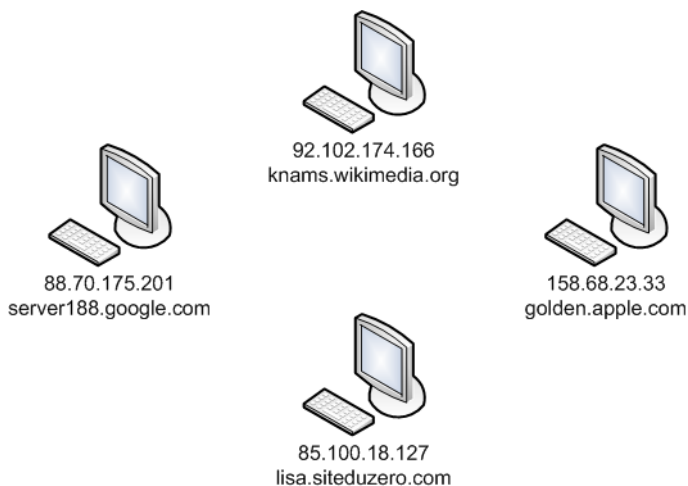 92.102.174.166
knams.wikimedia.org
88.70.175.201
server188.google.com
158.68.23.33
golden.apple.com
85.100.18.127
lisa.siteduzero.com